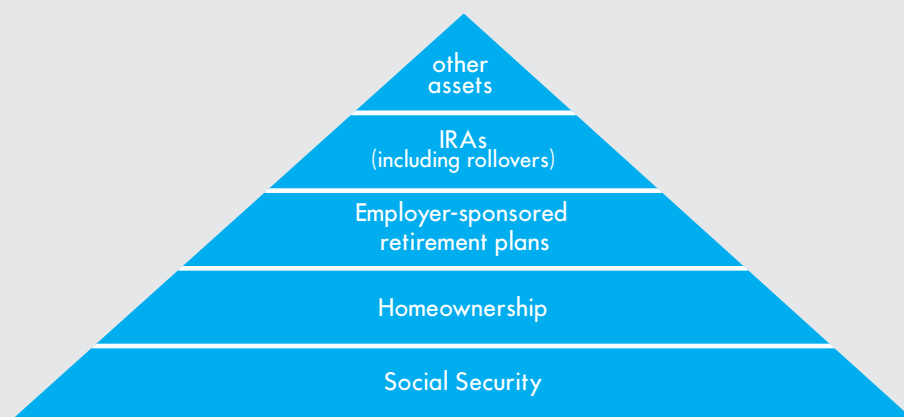 other
assets
IRAs
(including rollovers)
Employer-sponsored
retirement plans
Homeownership
Social Security